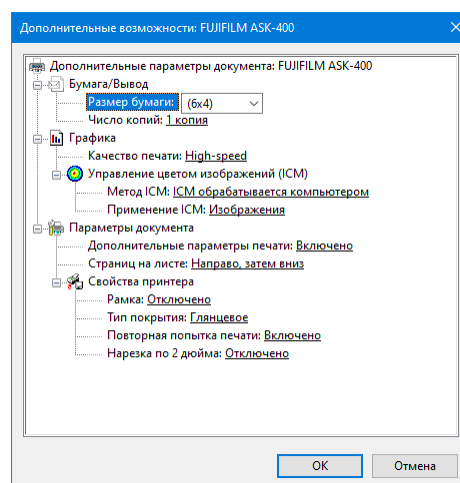 Дополнительные возможности: FUJIFILM ASK-400
Дополнительные параметры документа: FUJIFILM ASK-400
Бумага/Вывод
Размер бумаги: (6x4)
Число копий: 1 копия
Графика
Качество печати: High-speed
Управление цветом изображений (ICM)
Метод ICM: ICM обрабатывается компьютером
Применение ICM: Изображения
Параметры документа
Дополнительные параметры печати: Включено
Страниц на листе: Направо, затем вниз
Свойства принтера
Рамка: Отключено
Тип покрытия: Глянцевое
Повторная попытка печати: Включено
Нарезка по 2 дюйма: Отключено
OK Отмена